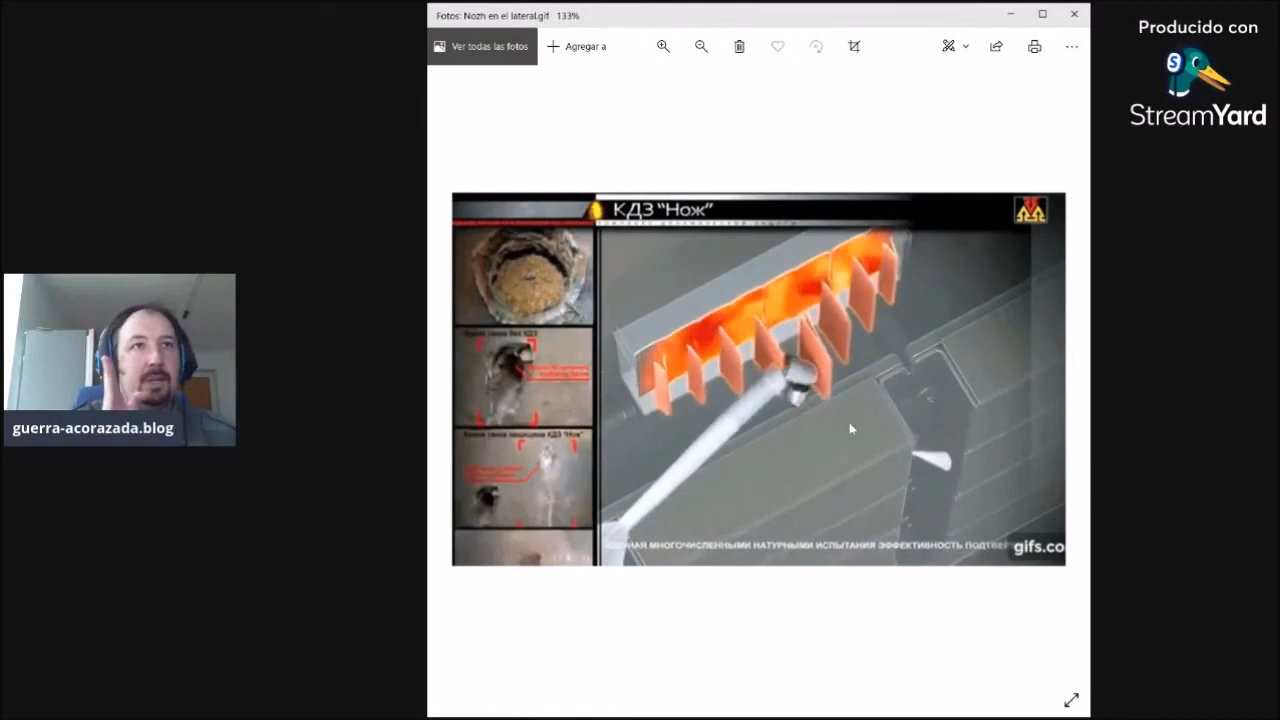 Fotos: Nozh en el lateral.gif 133%
Ver todas las fotos
Agregar a
Producido con
S
StreamYard
КДЗ "Нож"
guerra-acorazada.blog
МНОГОЧИСЛЕННЫМИ НАТУРНЫМИ ИСПЫТАНИЯ ЭФФЕКТИВНОСТЬ
gifs.co